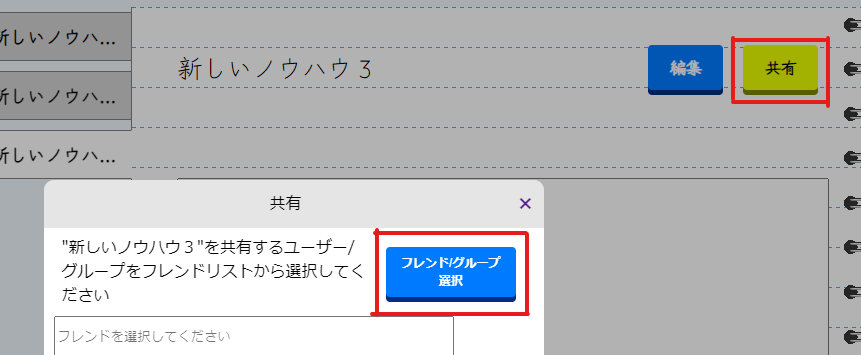 新しいノウハ...
新しいノウハウ３
編集
共有
新しいノウハ...
新しいノウハ...
共有
×
"新しいノウハウ３"を共有するユーザー/
グループをフレンドリストから選択してく
ださい
フレンド/グループ
選択
フレンドを選択してください